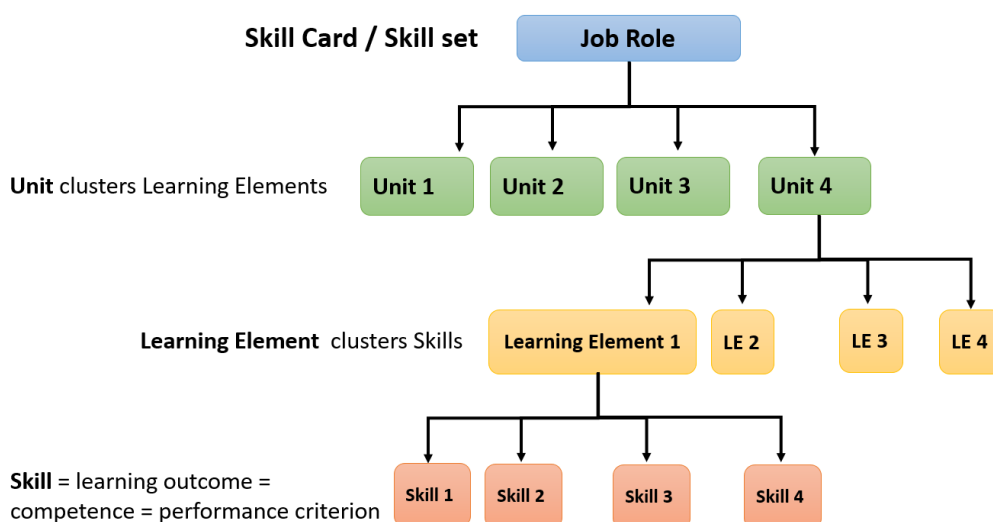 Skill Card / Skill set
Job Role
Unit clusters Learning Elements
Unit 1
Unit 2
Unit 3
Unit 4
Learning Element clusters Skills
Learning Element 1
LE 2
LE 3
LE 4
Skill = learning outcome =
competence = performance criterion
Skill 1
Skill 2
Skill 3
Skill 4